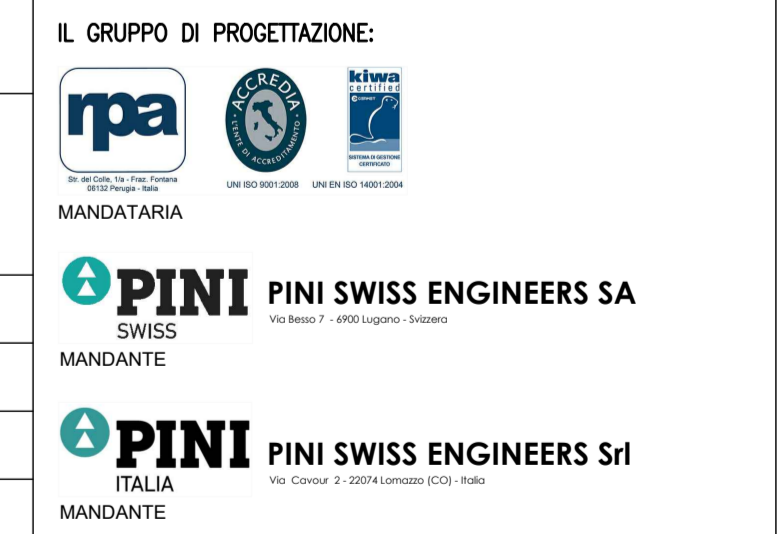 IL GRUPPO DI PROGETTAZIONE:
rpa
Str. del Colle, 1/a - Fraz. Fontana
06132 Perugia - Italia
ACCREDIA
L'ENTE DI ACCREDITAMENTO
UNI ISO 9001:2008
kiwa
certified
CERMET
SISTEMA DI GESTIONE
CERTIFICATO
UNI EN ISO 14001:2004
MANDATARIA
PINI
SWISS
PINI SWISS ENGINEERS SA
Via Besso 7 - 6900 Lugano - Svizzera
MANDANTE
PINI
ITALIA
PINI SWISS ENGINEERS Srl
Via Cavour 2 - 22074 Lomazzo (CO) - Italia
MANDANTE